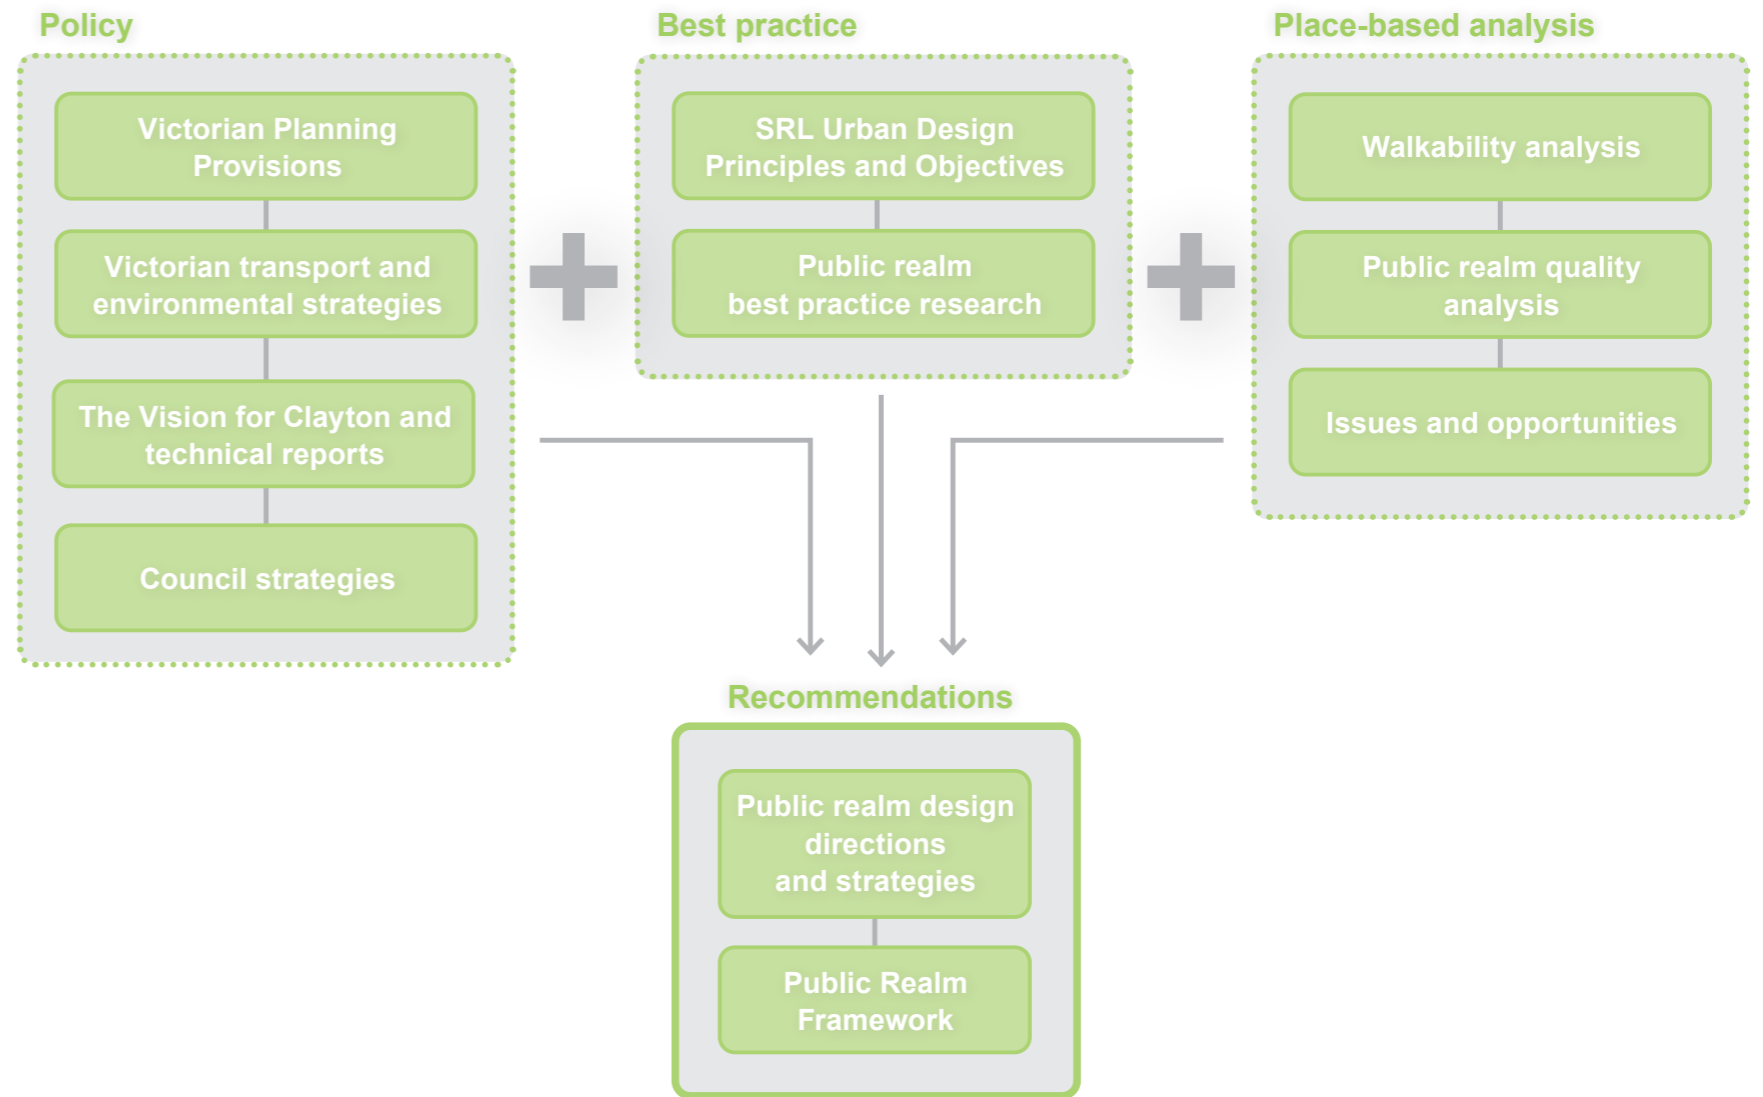 Policy
Victorian Planning
Provisions
Victorian transport and
environmental strategies
The Vision for Clayton and
technical reports
Council strategies
Best practice
SRL Urban Design
Principles and Objectives
Public realm
best practice research
Place-based analysis
Walkability analysis
Public realm quality
analysis
Issues and opportunities
Recommendations
Public realm design
directions
and strategies
Public Realm
Framework